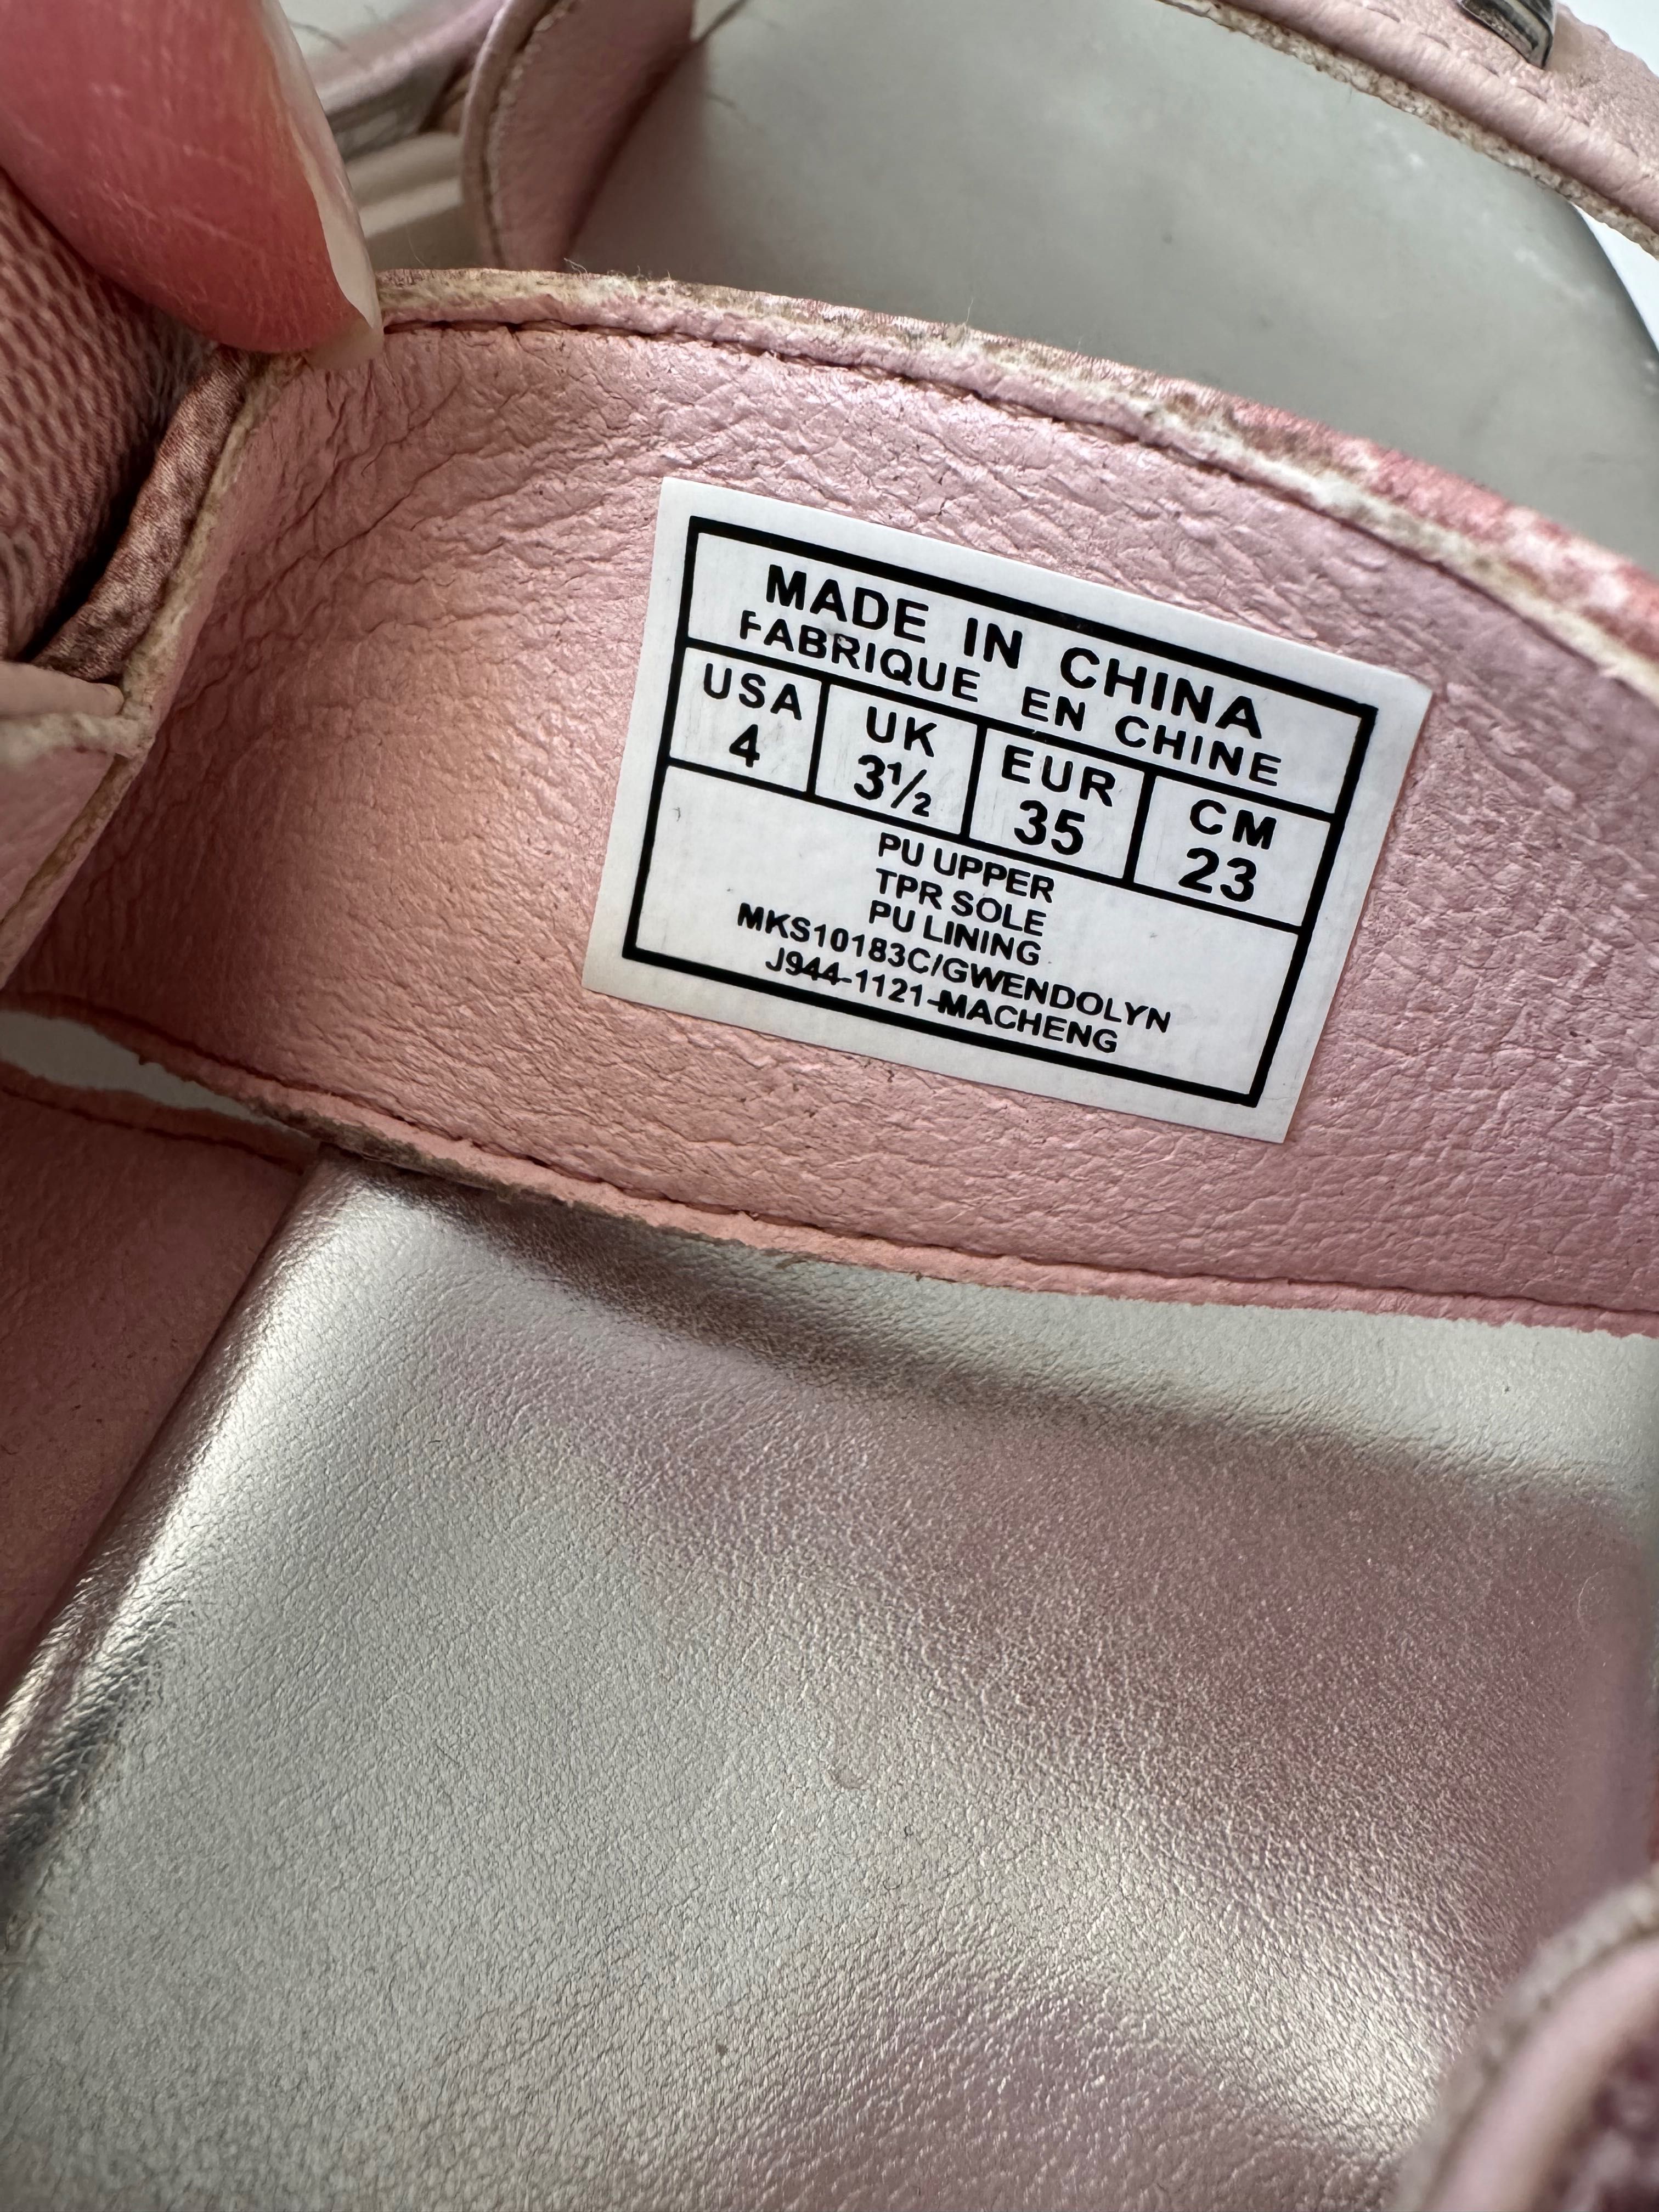 MADE IN CHINA
FABRIQUE EN CHINE
USA UK EUR CM
4 3½ 35 23
PU UPPER
TPR SOLE
PU LINING
MKS10183C/GWENDOLYN
J944-1121-MACHENG